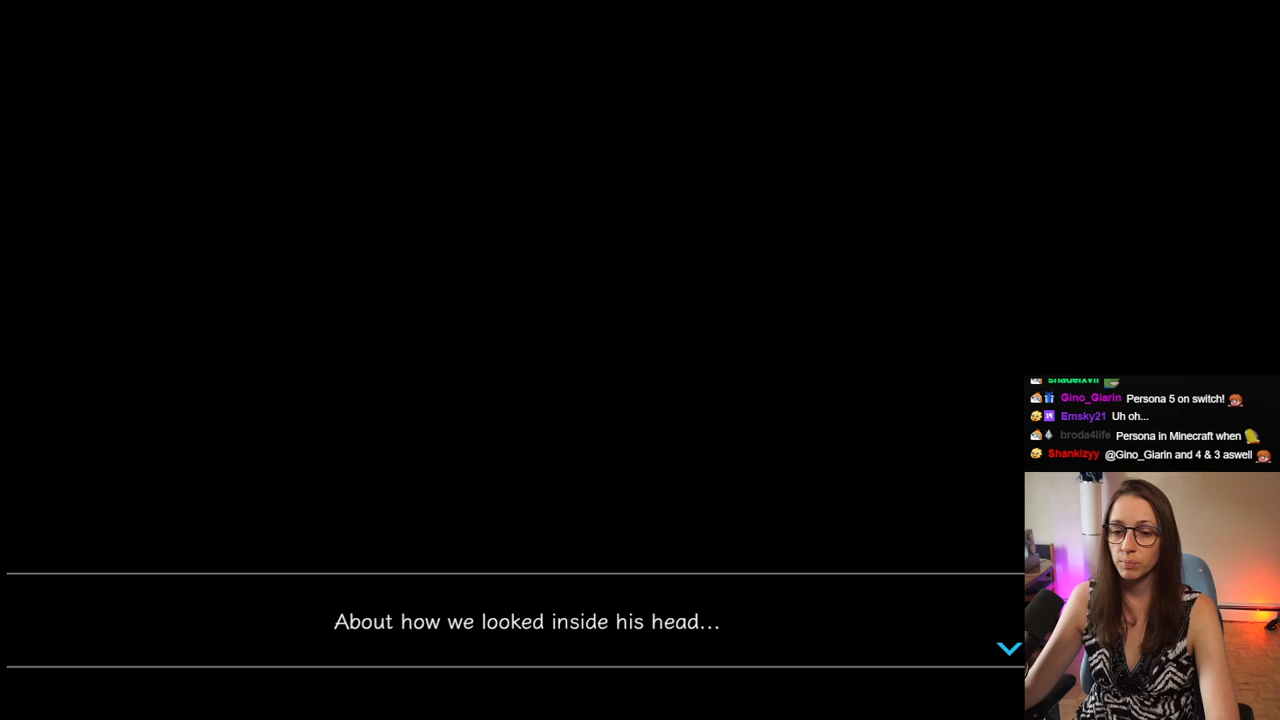 shadelxvii
Gino_Giarin Persona 5 on switch!
Emsky21 Uh oh...
broda4life Persona in Minecraft when
Shankizyy @Gino_Giarin and 4 & 3 aswell
About how we looked inside his head...